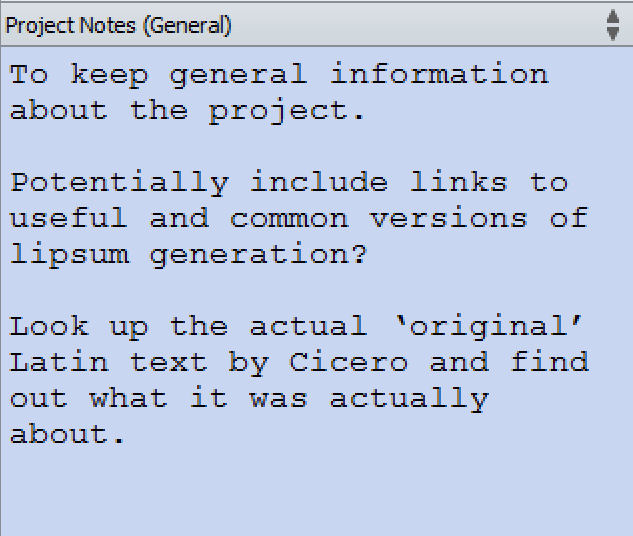 Project Notes (General)
To keep general information
about the project.
Potentially include links to
useful and common versions of
lipsum generation?
Look up the actual ‘original’
Latin text by Cicero and find
out what it was actually
about.